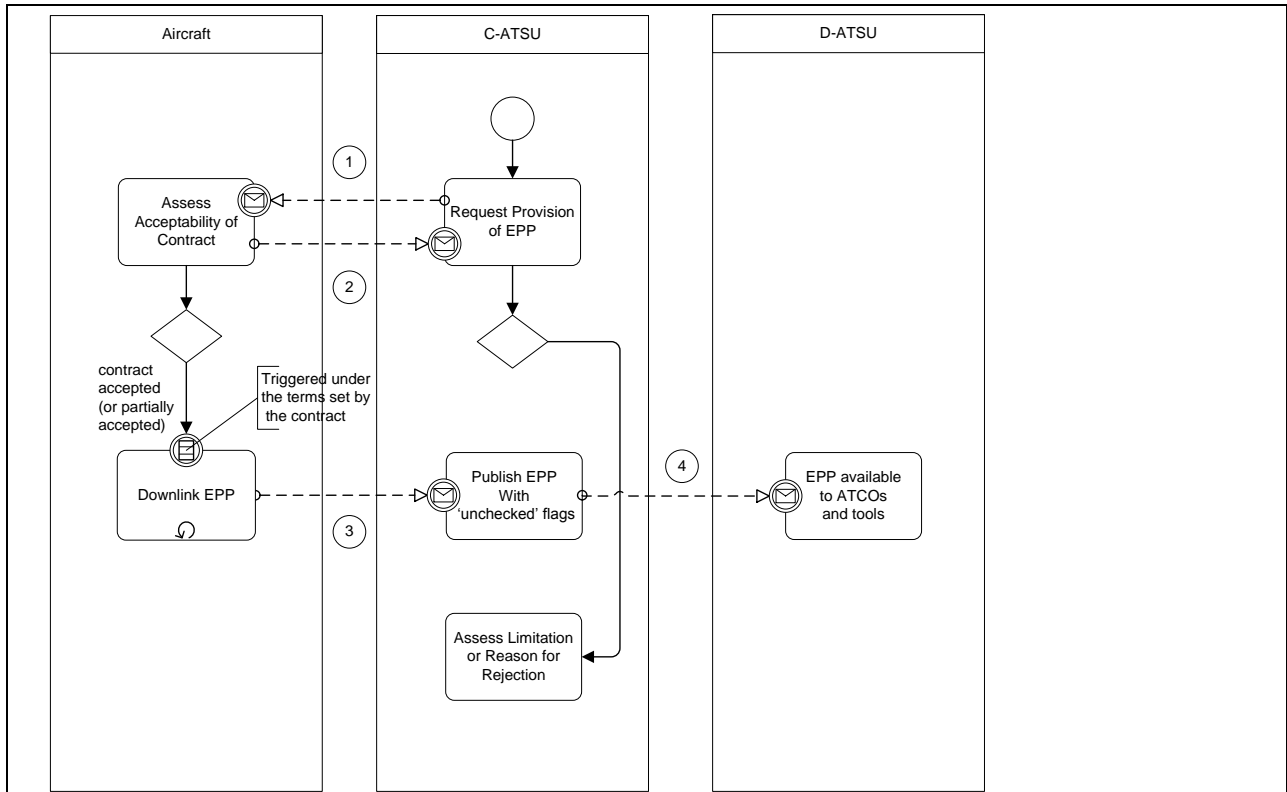 Aircraft
C-ATSU
D-ATSU
1
Assess
Acceptability of
Contract
Request Provision
of EPP
2
contract
accepted
(or partially
accepted)
Triggered under
the terms set by
the contract
Downlink EPP
3
Publish EPP
With
‘unchecked’ flags
4
EPP available
to ATCOs
and tools
Assess Limitation
or Reason for
Rejection